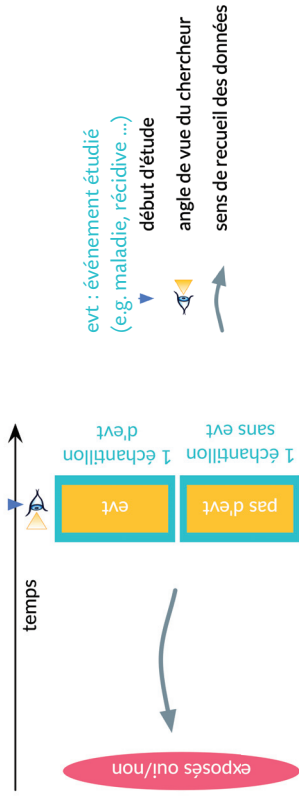 temps
exposés oui/non
evt
pas d'evt
1 échantillon
d'evt
1 échantillon
sans evt
evt : événement étudié
(e.g. maladie, récidive ...)
début d'étude
angle de vue du chercheur
sens de recueil des données